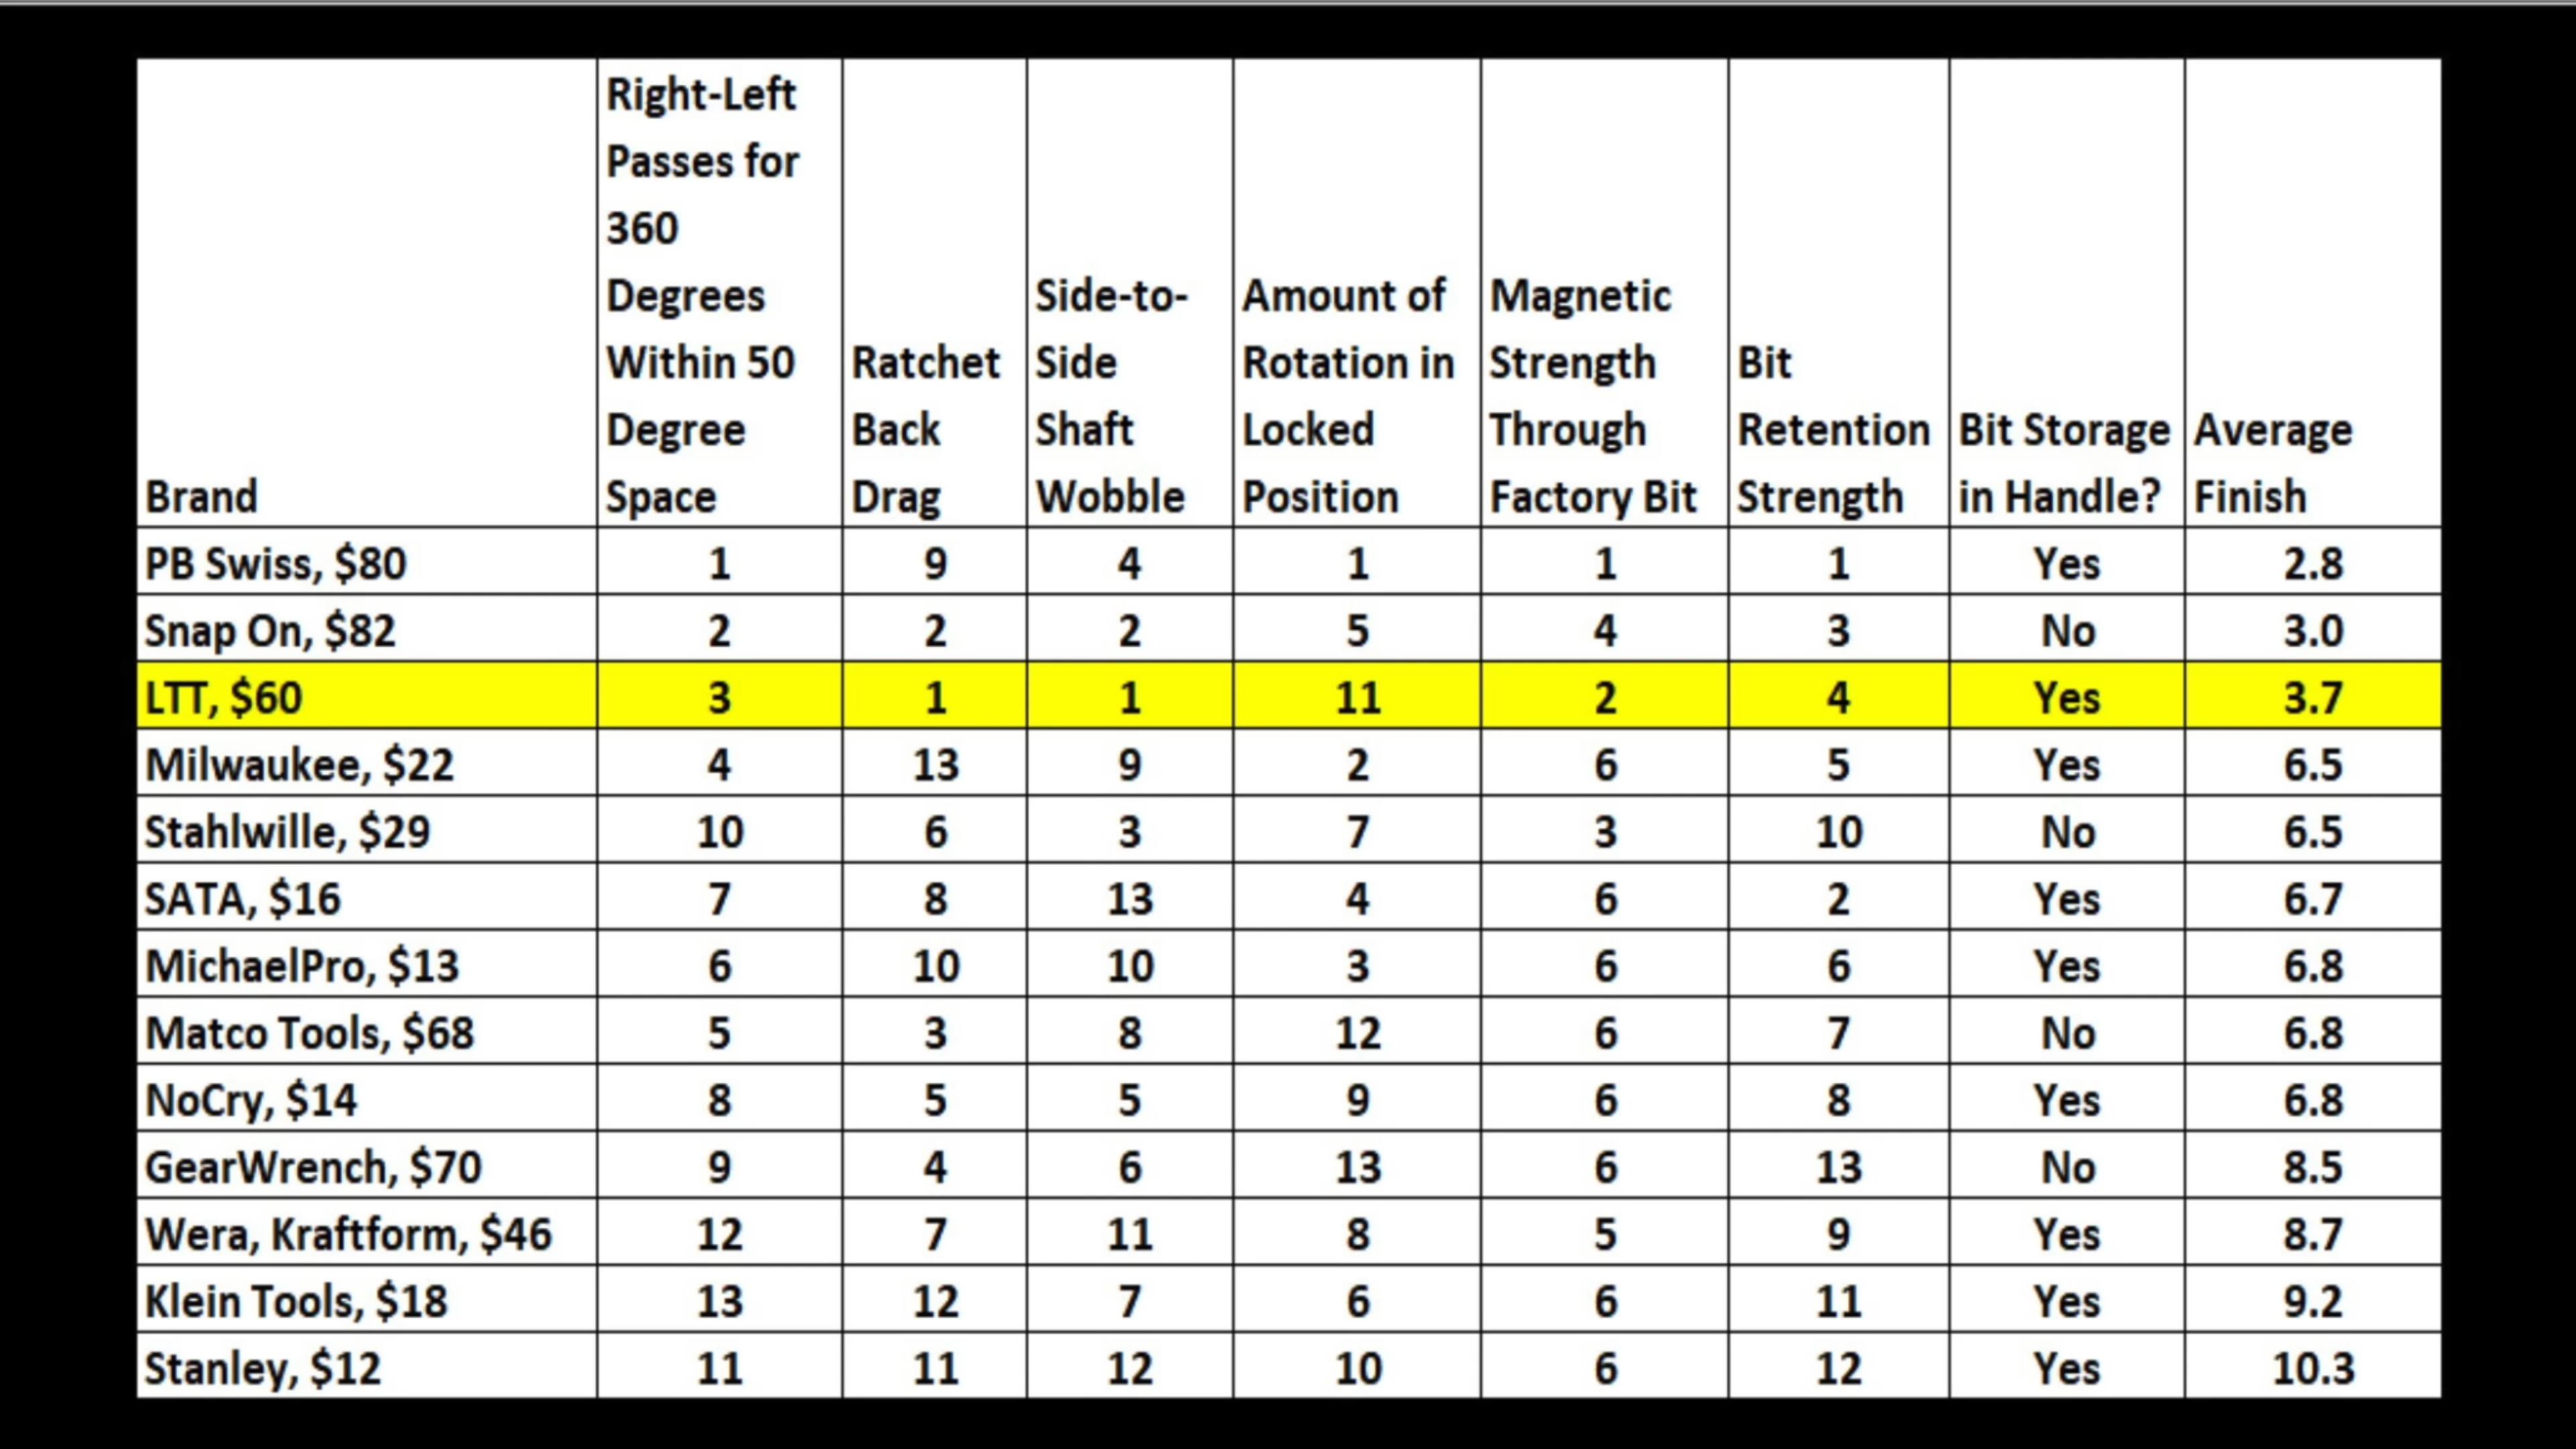 Brand | Right-Left Passes for 360 Degrees Within 50 Degree Space | Ratchet Back Drag | Side-to-Side Shaft Wobble | Amount of Rotation in Locked Position | Magnetic Strength Through Factory Bit | Bit Retention Strength | Bit Storage in Handle? | Average Finish
PB Swiss, $80 | 1 | 9 | 4 | 1 | 1 | 1 | Yes | 2.8
Snap On, $82 | 2 | 2 | 2 | 5 | 4 | 3 | No | 3.0
LTT, $60 | 3 | 1 | 1 | 11 | 2 | 4 | Yes | 3.7
Milwaukee, $22 | 4 | 13 | 9 | 2 | 6 | 5 | Yes | 6.5
Stahlwille, $29 | 10 | 6 | 3 | 7 | 3 | 10 | No | 6.5
SATA, $16 | 7 | 8 | 13 | 4 | 6 | 2 | Yes | 6.7
MichaelPro, $13 | 6 | 10 | 10 | 3 | 6 | 6 | Yes | 6.8
Matco Tools, $68 | 5 | 3 | 8 | 12 | 6 | 7 | No | 6.8
NoCry, $14 | 8 | 5 | 5 | 9 | 6 | 8 | Yes | 6.8
GearWrench, $70 | 9 | 4 | 6 | 13 | 6 | 13 | No | 8.5
Wera, Kraftform, $46 | 12 | 7 | 11 | 8 | 5 | 9 | Yes | 8.7
Klein Tools, $18 | 13 | 12 | 7 | 6 | 6 | 11 | Yes | 9.2
Stanley, $12 | 11 | 11 | 12 | 10 | 6 | 12 | Yes | 10.3